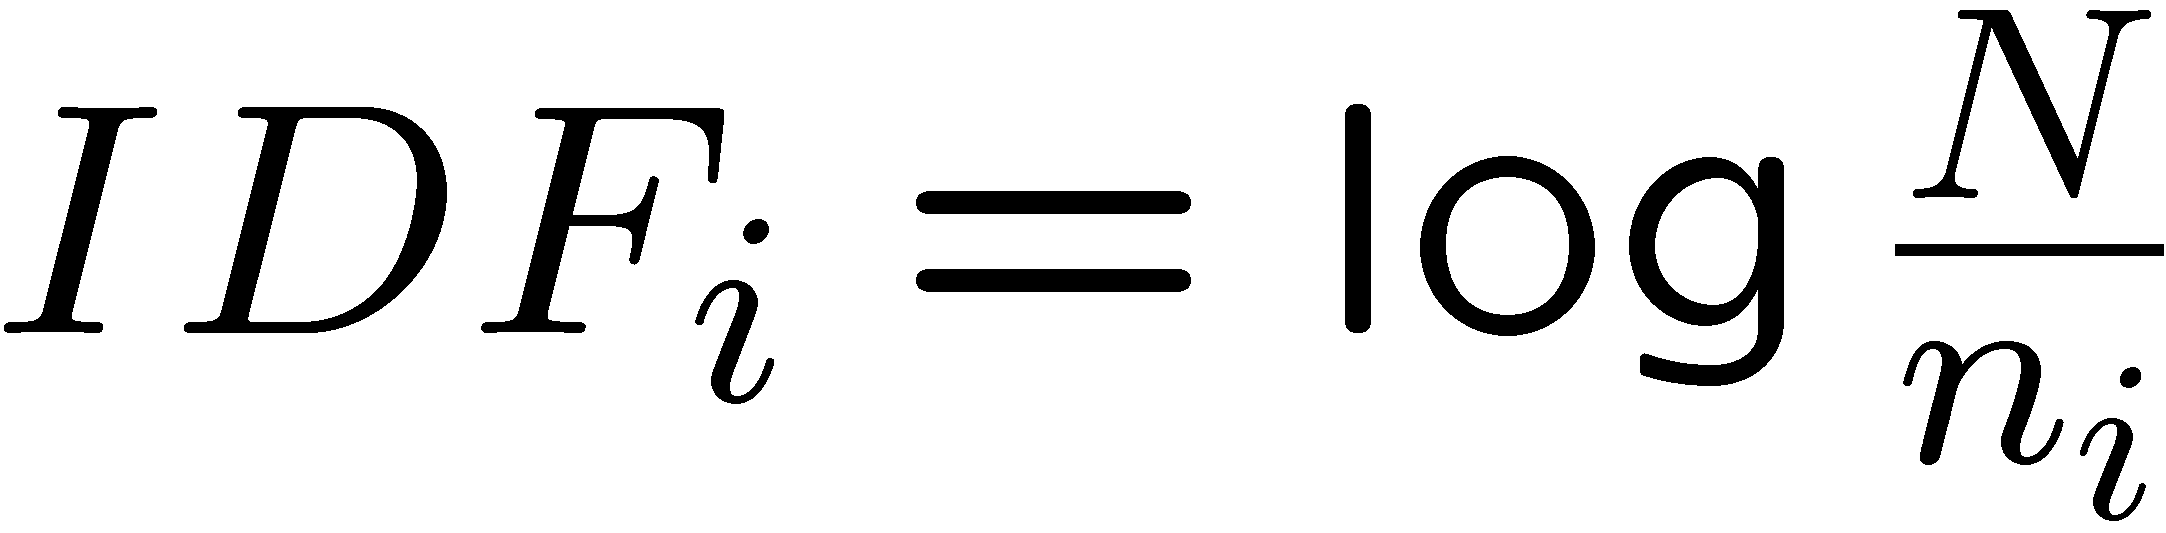 IDF_i = log N/n_i